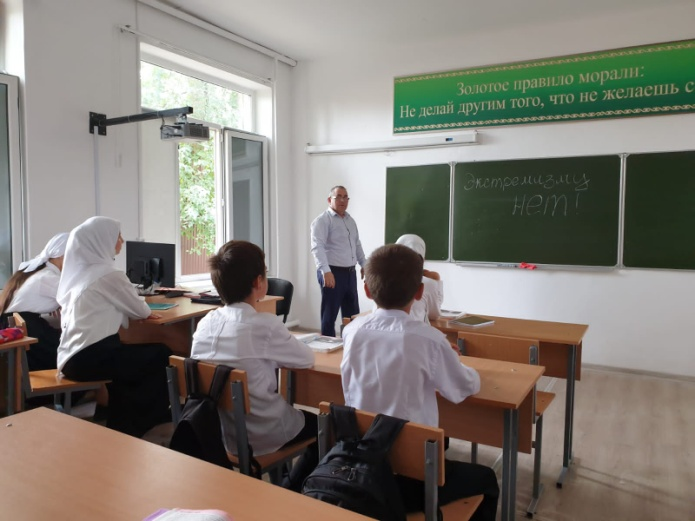 Золотое правило морали:
Не делай другим того, что не желаешь с
Экстремизму
нет!